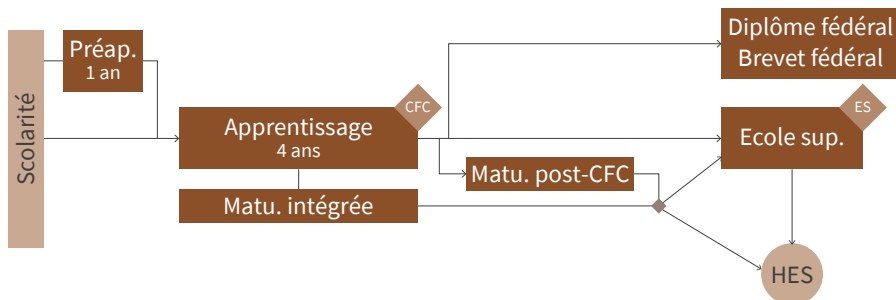 Scolarité
Préap.
1 an
Apprentissage
4 ans
CFC
Matu. intégrée
Matu. post-CFC
Diplôme fédéral
Brevet fédéral
Ecole sup.
ES
HES